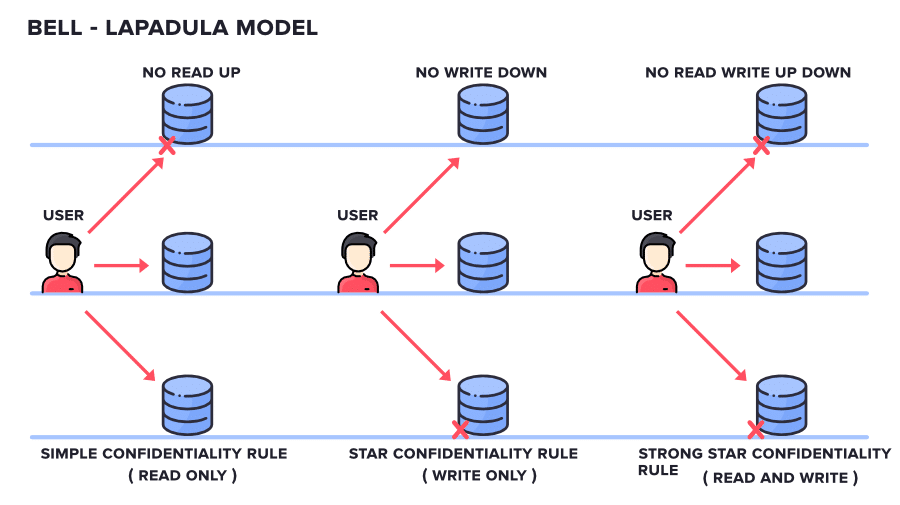 BELL - LAPADULA MODEL
NO READ UP
NO WRITE DOWN
NO READ WRITE UP DOWN
USER
USER
USER
SIMPLE CONFIDENTIALITY RULE
( READ ONLY )
STAR CONFIDENTIALITY RULE
( WRITE ONLY )
STRONG STAR CONFIDENTIALITY
RULE
( READ AND WRITE )